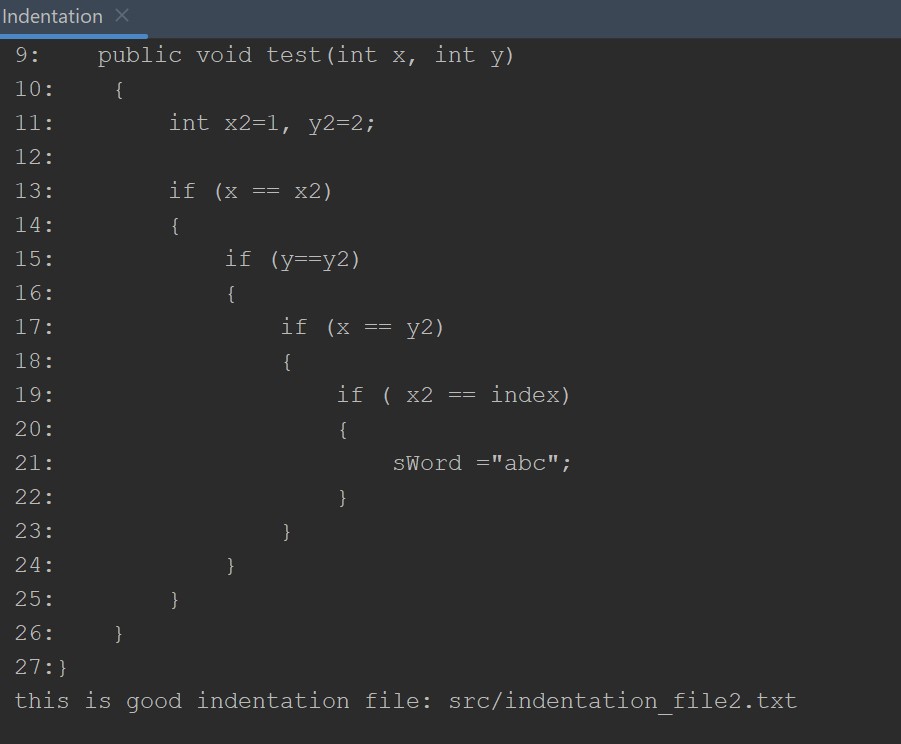 Indentation
9:    public void test(int x, int y)
10:    {
11:        int x2=1, y2=2;
12:
13:        if (x == x2)
14:        {
15:            if (y==y2)
16:            {
17:                if (x == y2)
18:                {
19:                    if ( x2 == index)
20:                    {
21:                        sWord ="abc";
22:                    }
23:                }
24:            }
25:        }
26:    }
27:}
this is good indentation file: src/indentation_file2.txt